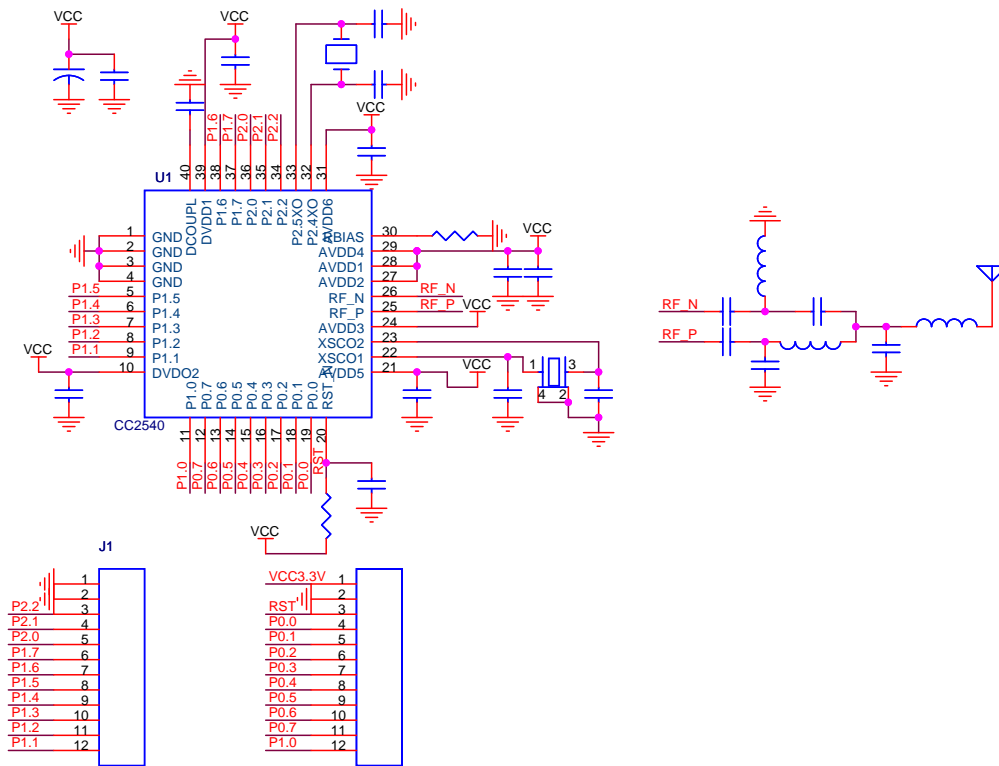 VCC
VCC
VCC
P1.6
P1.7
P2.0
P2.1
P2.2
40
39
38
37
36
35
34
33
32
31
U1
DCOUPL
DVDD1
P1.6
P1.7
P2.0
P2.1
P2.2
P2.5XO
P2.4XO
AVDD6
1 GND
2 GND
3 GND
4 GND
P1.5 5 P1.5
P1.4 6 P1.4
P1.3 7 P1.3
P1.2 8 P1.2
P1.1 9 P1.1
VCC 10 DVDO2
RBIAS 30
AVDD4 29 VCC
AVDD1 28
AVDD2 27
RF_N 26 RF_N
RF_P 25 RF_P
AVDD3 24 VCC
XSCO2 23
XSCO1 22
AVDD5 21 VCC
1 3
4 2
RF_N
RF_P
P1.0
P0.7
P0.6
P0.5
P0.4
P0.3
P0.2
P0.1
P0.0
RST_N
CC2540
11
12
13
14
15
16
17
18
19
20
P1.0
P0.7
P0.6
P0.5
P0.4
P0.3
P0.2
P0.1
P0.0
RST
VCC
J1
1
2
P2.2 3
P2.1 4
P2.0 5
P1.7 6
P1.6 7
P1.5 8
P1.4 9
P1.3 10
P1.2 11
P1.1 12
VCC3.3V 1
2
RST 3
P0.0 4
P0.1 5
P0.2 6
P0.3 7
P0.4 8
P0.5 9
P0.6 10
P0.7 11
P1.0 12